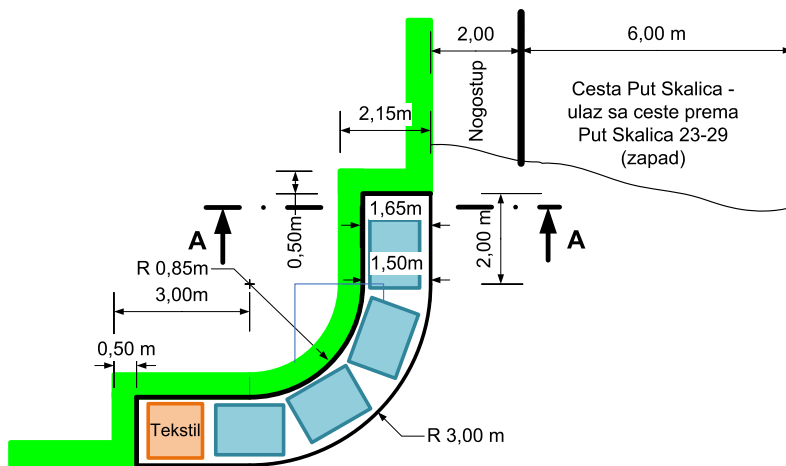 2,00
6,00 m
Cesta Put Skalica -
ulaz sa ceste prema
Put Skalica 23-29
(zapad)
Nogostup
2,15m
0,50m
1,65m
A
A
2,00 m
R 0,85m
1,50m
3,00m
0,50 m
Tekstil
R 3,00 m